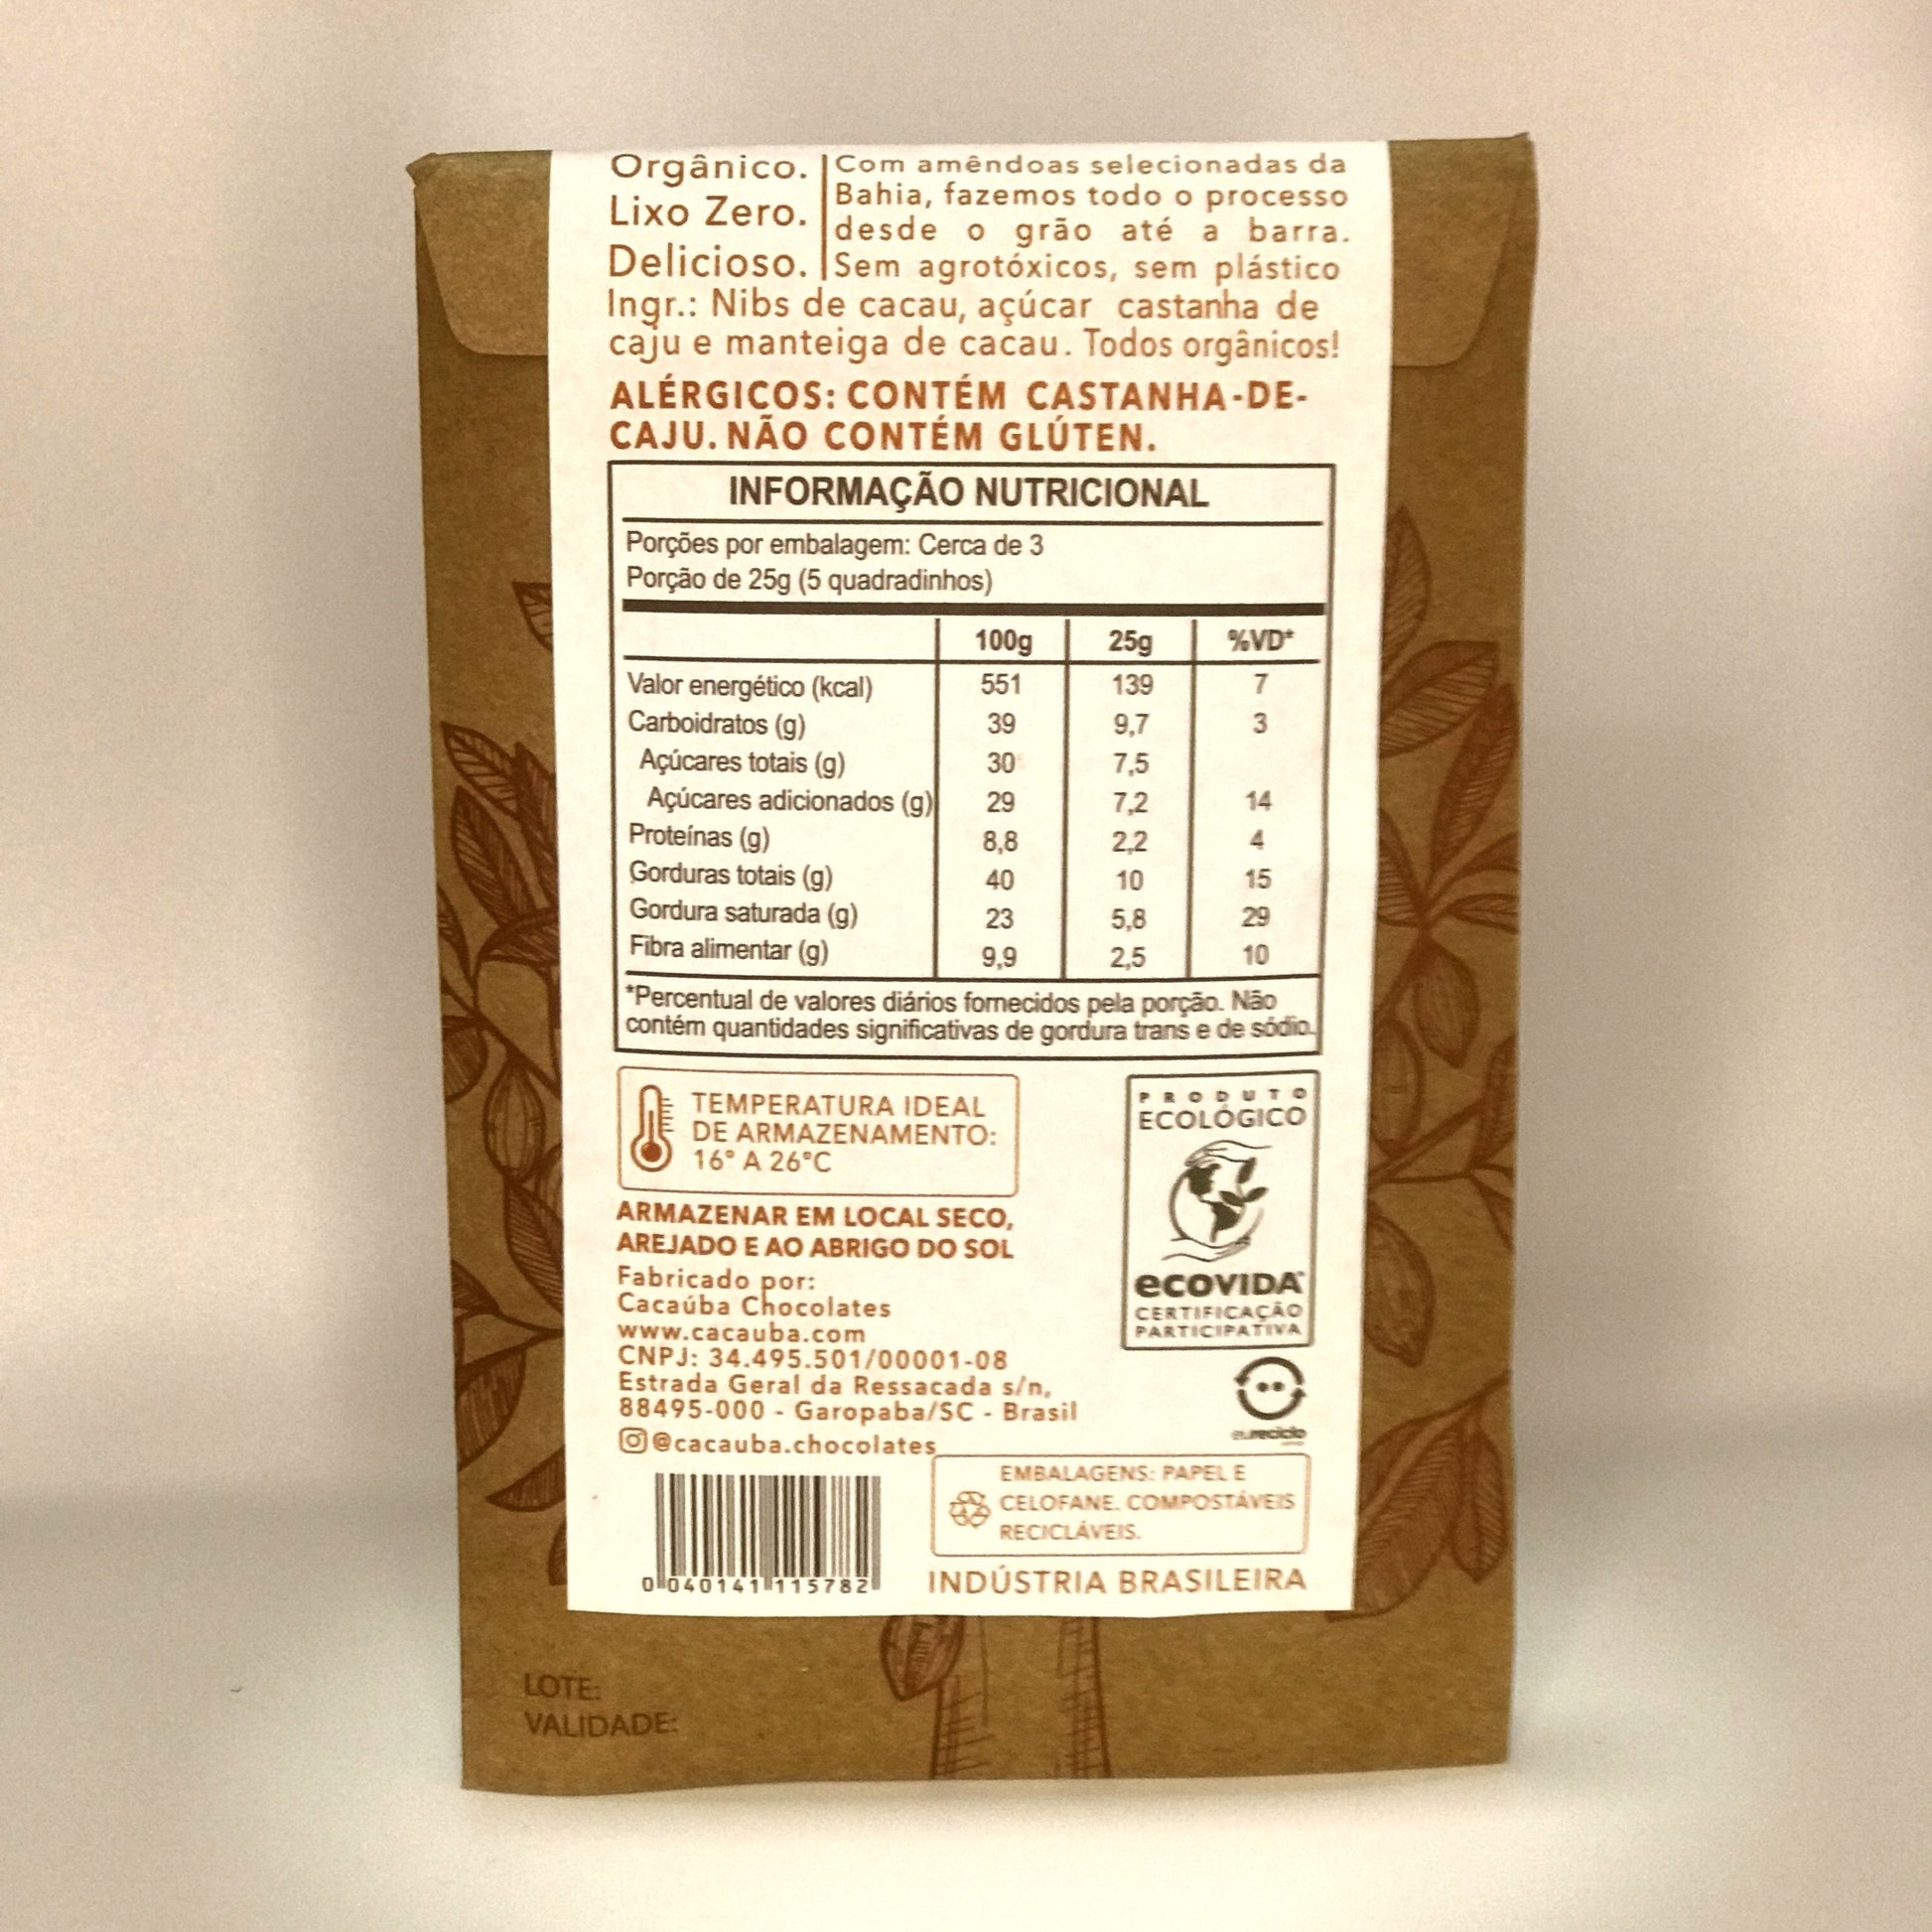 Orgânico.
Lixo Zero.
Delicioso.
Com amêndoas selecionadas da
Bahia, fazemos todo o processo
desde o grão até a barra.
Sem agrotóxicos, sem plástico
Ingr.: Nibs de cacau, açúcar castanha de
caju e manteiga de cacau. Todos orgânicos!
ALÉRGICOS: CONTÉM CASTANHA-DE-
CAJU. NÃO CONTÉM GLÚTEN.
INFORMAÇÃO NUTRICIONAL
Porções por embalagem: Cerca de 3
Porção de 25g (5 quadradinhos)
100g 25g %VD*
Valor energético (kcal) 551 139 7
Carboidratos (g) 39 9,7 3
Açúcares totais (g) 30 7,5
Açúcares adicionados (g) 29 7,2 14
Proteínas (g) 8,8 2,2 4
Gorduras totais (g) 40 10 15
Gordura saturada (g) 23 5,8 29
Fibra alimentar (g) 9,9 2,5 10
*Percentual de valores diários fornecidos pela porção. Não
contém quantidades significativas de gordura trans e de sódio.
TEMPERATURA IDEAL
DE ARMAZENAMENTO:
16° A 26°C
PRODUTO
ECOLÓGICO
ecoVIDA
CERTIFICAÇÃO
PARTICIPATIVA
ARMAZENAR EM LOCAL SECO,
AREJADO E AO ABRIGO DO SOL
Fabricado por:
Cacaúba Chocolates
www.cacauba.com
CNPJ: 34.495.501/00001-08
Estrada Geral da Ressacada s/n,
88495-000 - Garopaba/SC - Brasil
@cacauba.chocolates
eureciclo
EMBALAGENS: PAPEL E
CELOFANE. COMPOSTÁVEIS
RECICLÁVEIS.
0 040141 115782
INDÚSTRIA BRASILEIRA
LOTE:
VALIDADE: